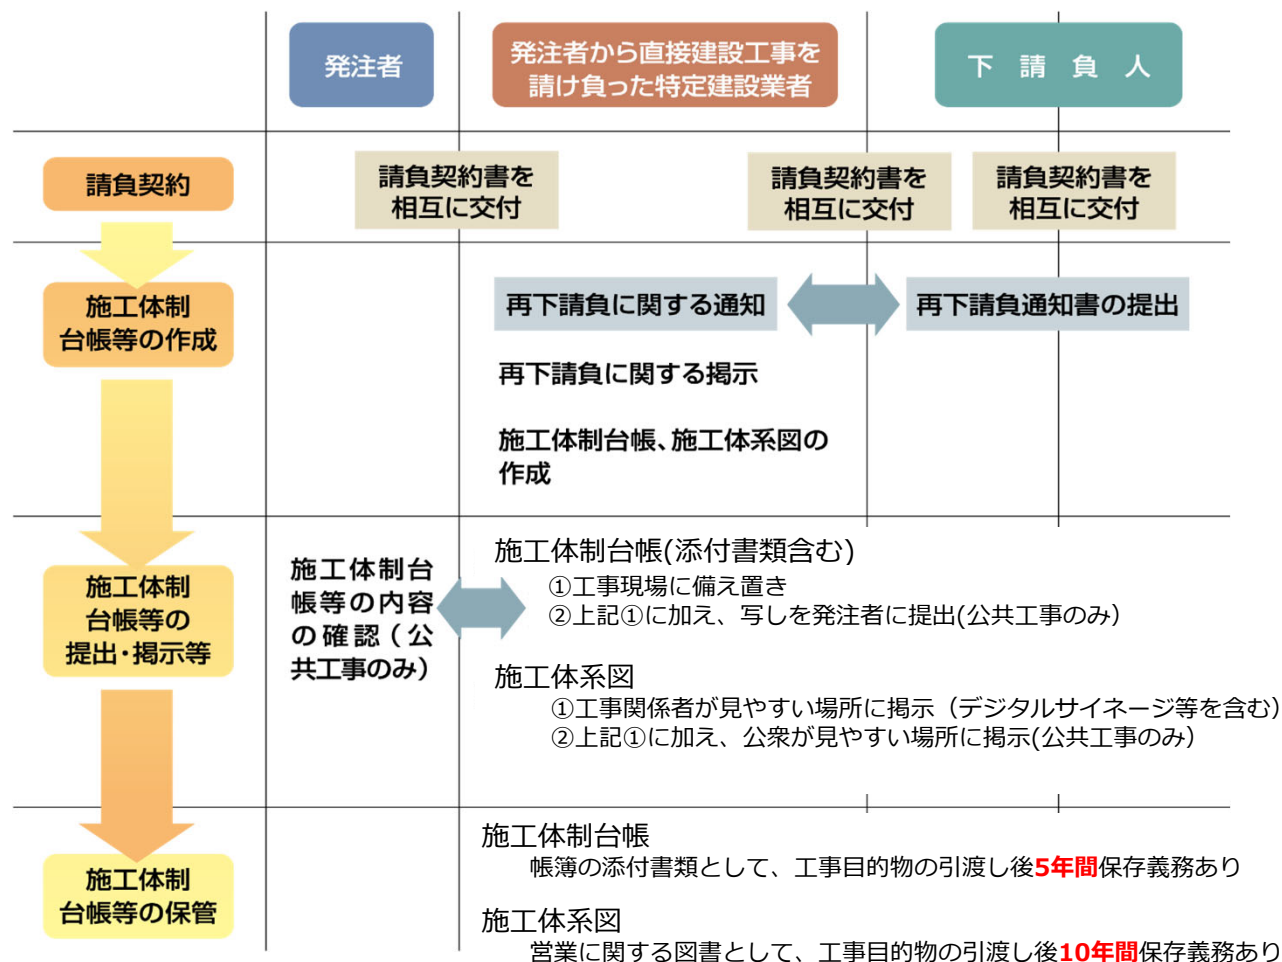 発注者
発注者から直接建設工事を
請け負った特定建設業者
下請負人
請負契約
請負契約書を
相互に交付
請負契約書を
相互に交付
請負契約書を
相互に交付
施工体制
台帳等の作成
再下請負に関する通知
再下請負通知書の提出
再下請負に関する掲示
施工体制台帳、施工体系図の
作成
施工体制
台帳等の
提出・掲示等
施工体制台
帳等の内容
の確認（公
共工事のみ）
施工体制台帳(添付書類含む)
①工事現場に備え置き
②上記①に加え、写しを発注者に提出(公共工事のみ）
施工体系図
①工事関係者が見やすい場所に掲示（デジタルサイネージ等を含む）
②上記①に加え、公衆が見やすい場所に掲示(公共工事のみ）
施工体制
台帳等の保管
施工体制台帳
帳簿の添付書類として、工事目的物の引渡し後5年間保存義務あり
施工体系図
営業に関する図書として、工事目的物の引渡し後10年間保存義務あり